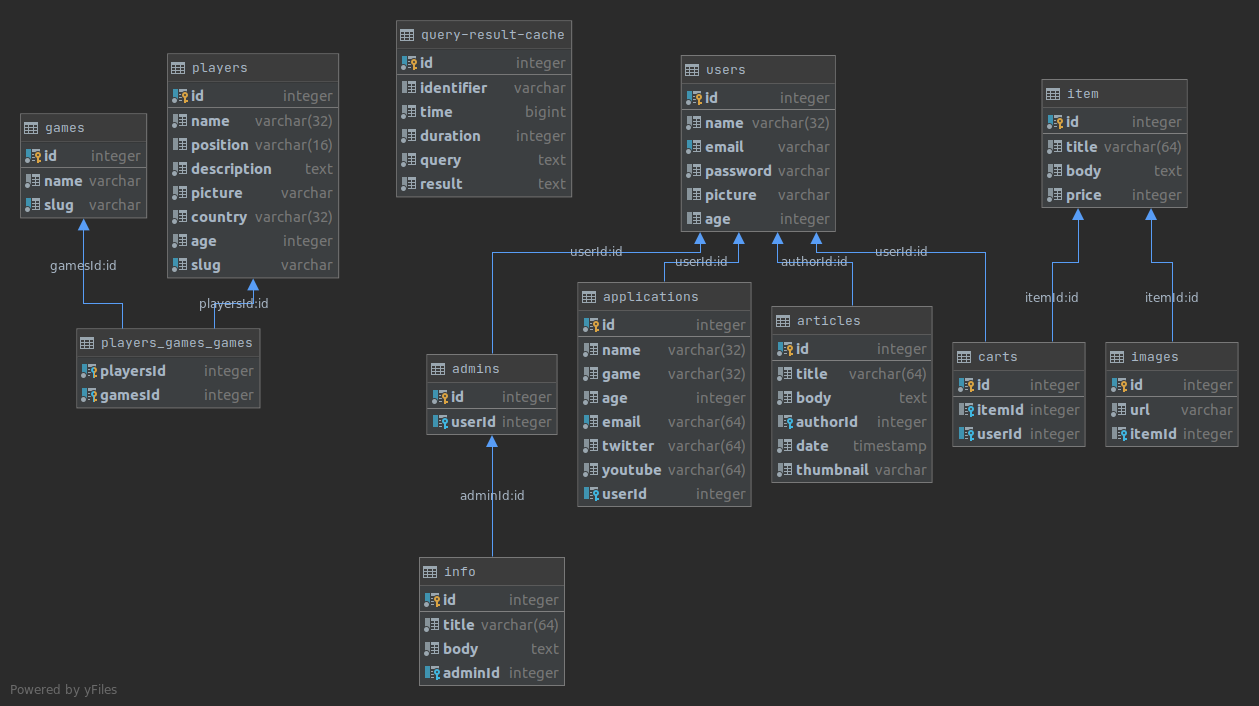 games
id integer
name varchar
slug varchar
players
id integer
name varchar(32)
position varchar(16)
description text
picture varchar
country varchar(32)
age integer
slug varchar
query-result-cache
id integer
identifier varchar
time bigint
duration integer
query text
result text
users
id integer
name varchar(32)
email varchar
password varchar
picture varchar
age integer
item
id integer
title varchar(64)
body text
price integer
gamesId:id
playersId:id
userId:id
userId:id
authorId:id
userId:id
itemId:id
itemId:id
players_games_games
playersId integer
gamesId integer
admins
id integer
userId integer
applications
id integer
name varchar(32)
game varchar(32)
age integer
email varchar(64)
twitter varchar(64)
youtube varchar(64)
userId integer
articles
id integer
title varchar(64)
body text
authorId integer
date timestamp
thumbnail varchar
carts
id integer
itemId integer
userId integer
images
id integer
url varchar
itemId integer
adminId:id
info
id integer
title varchar(64)
body text
adminId integer
Powered by yFiles